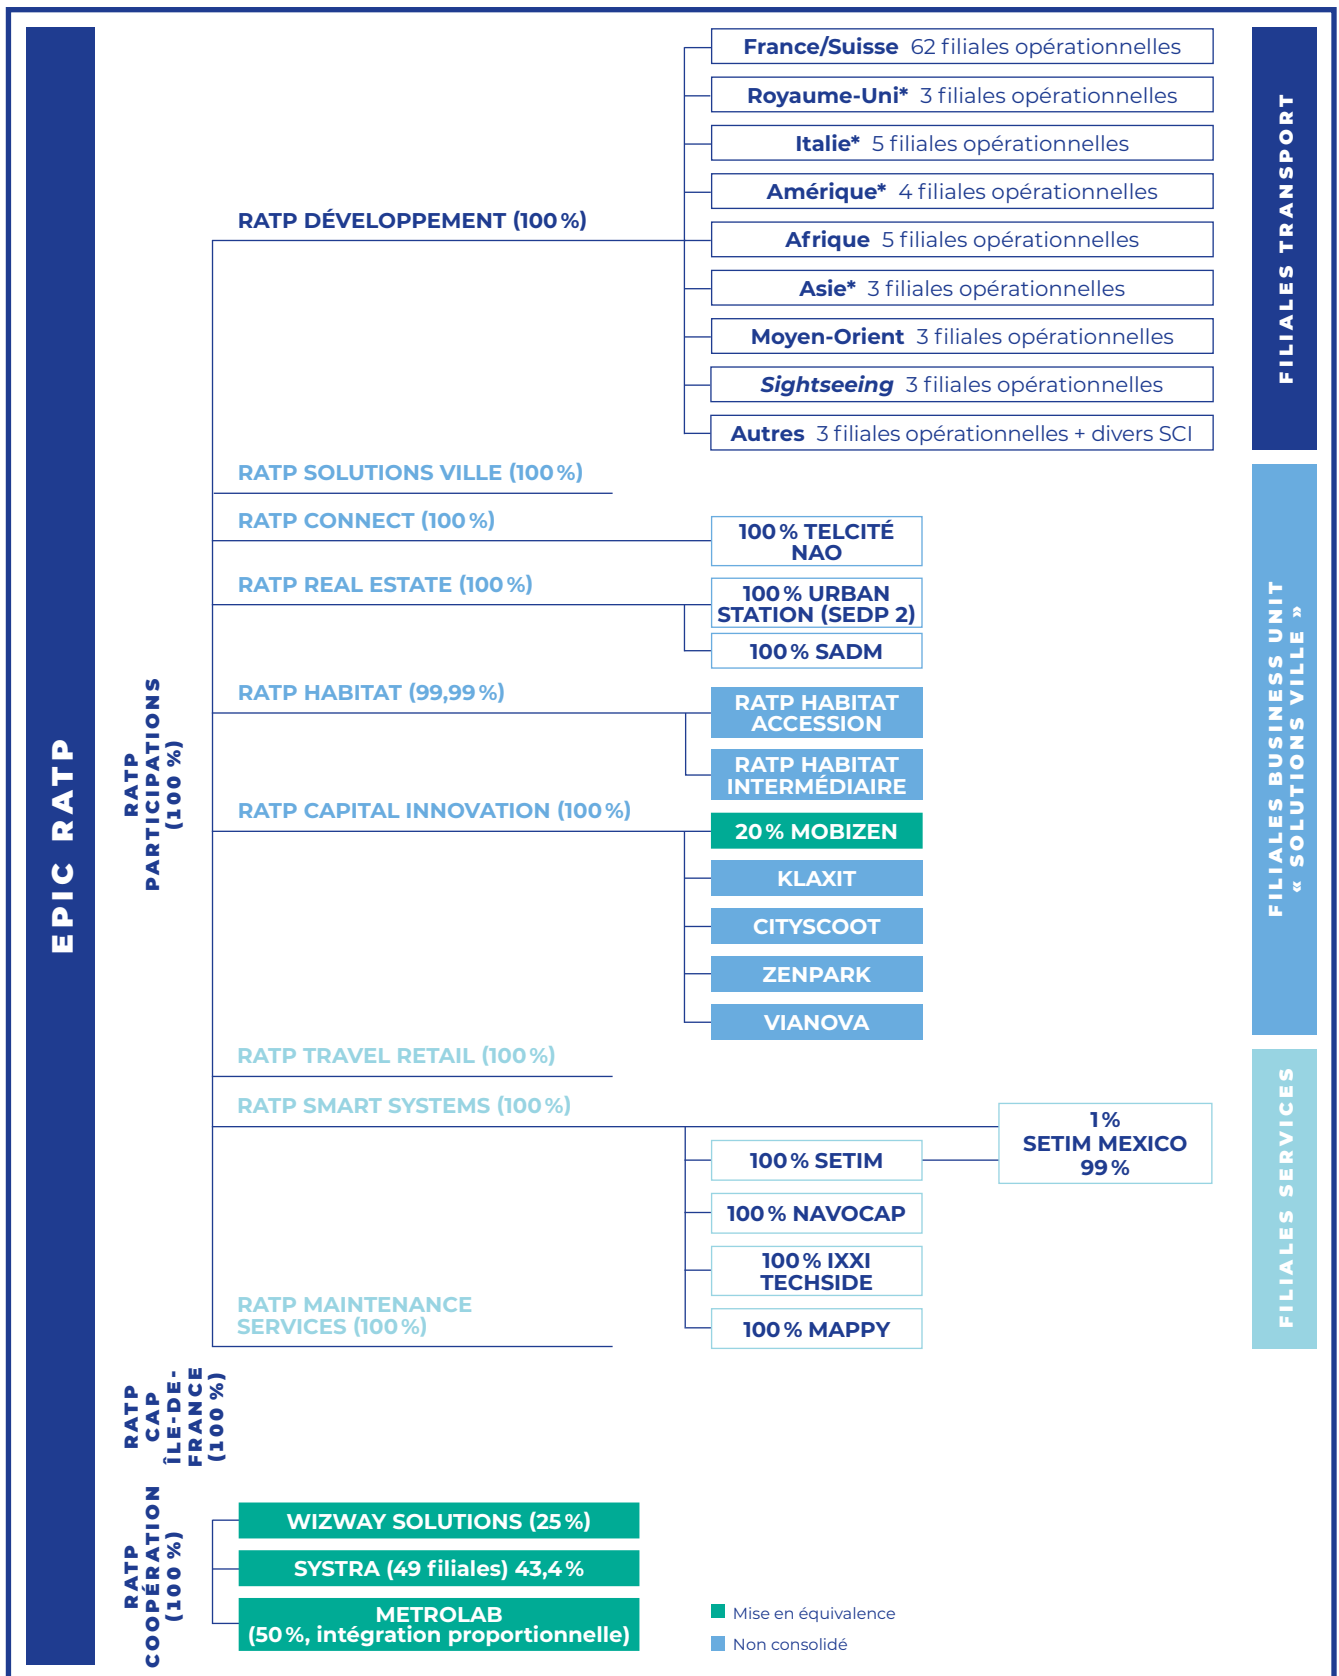 EPIC RATP
RATP
PARTICIPATIONS
(100 %)
RATP DÉVELOPPEMENT (100 %)
France/Suisse 62 filiales opérationnelles
Royaume-Uni* 3 filiales opérationnelles
Italie* 5 filiales opérationnelles
Amérique* 4 filiales opérationnelles
Afrique 5 filiales opérationnelles
Asie* 3 filiales opérationnelles
Moyen-Orient 3 filiales opérationnelles
Sightseeing 3 filiales opérationnelles
Autres 3 filiales opérationnelles + divers SCI
FILIALES TRANSPORT
RATP SOLUTIONS VILLE (100 %)
RATP CONNECT (100 %)
100 % TELCITÉ
NAO
RATP REAL ESTATE (100 %)
100 % URBAN
STATION (SEDP 2)
100 % SADM
RATP HABITAT (99,99 %)
RATP HABITAT
ACCESSION
RATP HABITAT
INTERMÉDIAIRE
RATP CAPITAL INNOVATION (100 %)
20 % MOBIZEN
KLAXIT
CITYSCOOT
ZENPARK
VIANOVA
FILIALES BUSINESS UNIT
« SOLUTIONS VILLE »
RATP TRAVEL RETAIL (100 %)
RATP SMART SYSTEMS (100 %)
1 %
SETIM MEXICO
99 %
100 % SETIM
100 % NAVOCAP
100 % IXXI
TECHSIDE
100 % MAPPY
RATP MAINTENANCE
SERVICES (100 %)
FILIALES SERVICES
RATP
CAP
ÎLE-DE-
FRANCE
(100 %)
RATP
COOPÉRATION
(100 %)
WIZWAY SOLUTIONS (25 %)
SYSTRA (49 filiales) 43,4 %
METROLAB
(50 %, intégration proportionnelle)
Mise en équivalence
Non consolidé